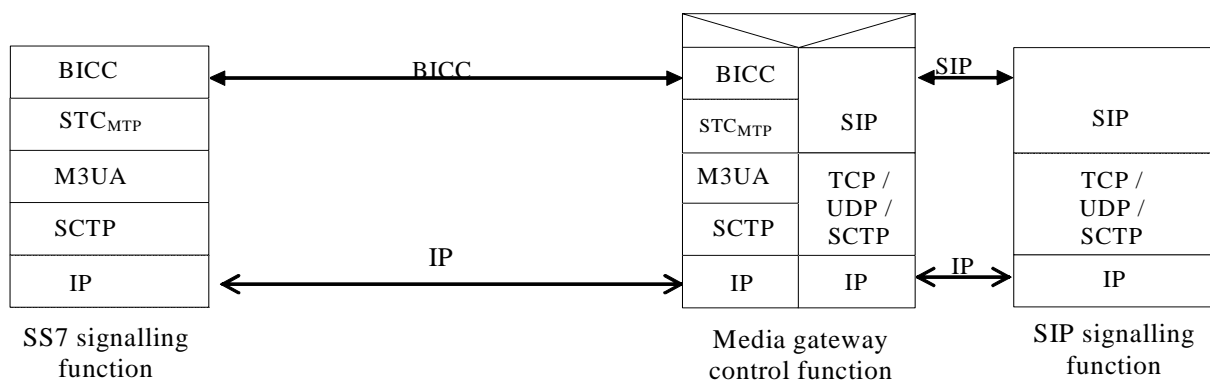 BICC
STC MTP
M3UA
SCTP
IP
SS7 signalling
function
BICC
IP
BICC
STC MTP
M3UA
SCTP
IP
SIP
TCP /
UDP /
SCTP
IP
Media gateway
control function
SIP
IP
SIP
TCP /
UDP /
SCTP
IP
SIP signalling
function